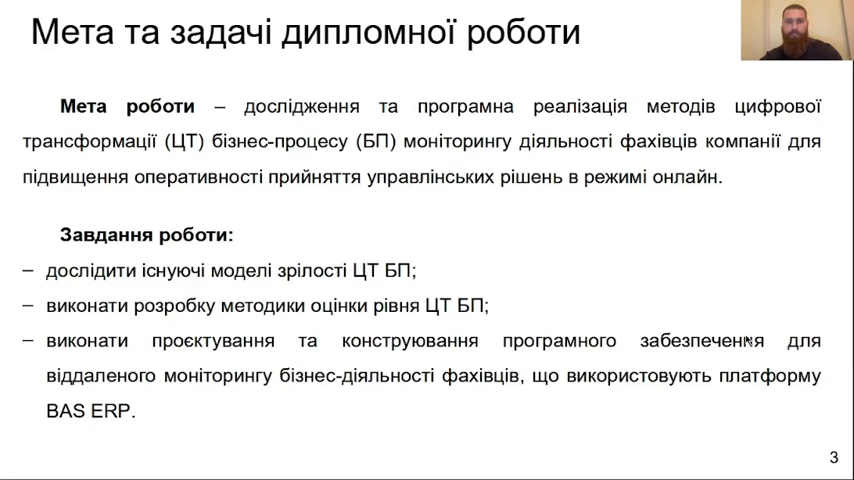 Мета та задачі дипломної роботи
Мета роботи – дослідження та програмна реалізація методів цифрової
трансформації (ЦТ) бізнес-процесу (БП) моніторингу діяльності фахівців компанії для
підвищення оперативності прийняття управлінських рішень в режимі онлайн.
Завдання роботи:
– дослідити існуючі моделі зрілості ЦТ БП;
– виконати розробку методики оцінки рівня ЦТ БП;
– виконати проєктування та конструювання програмного забезпечення для
віддаленого моніторингу бізнес-діяльності фахівців, що використовують платформу
BAS ERP.
3